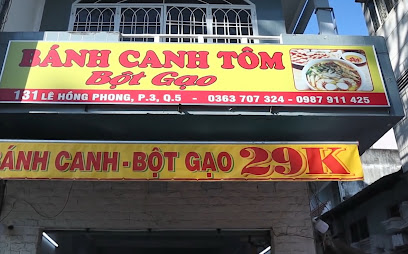 BÁNH CANH TÔM
Bột Gạo
131 LÊ HỒNG PHONG, P.3, Q.5 - 0363 707 324 - 0987 911 425
BÁNH CANH - BỘT GẠO 29K